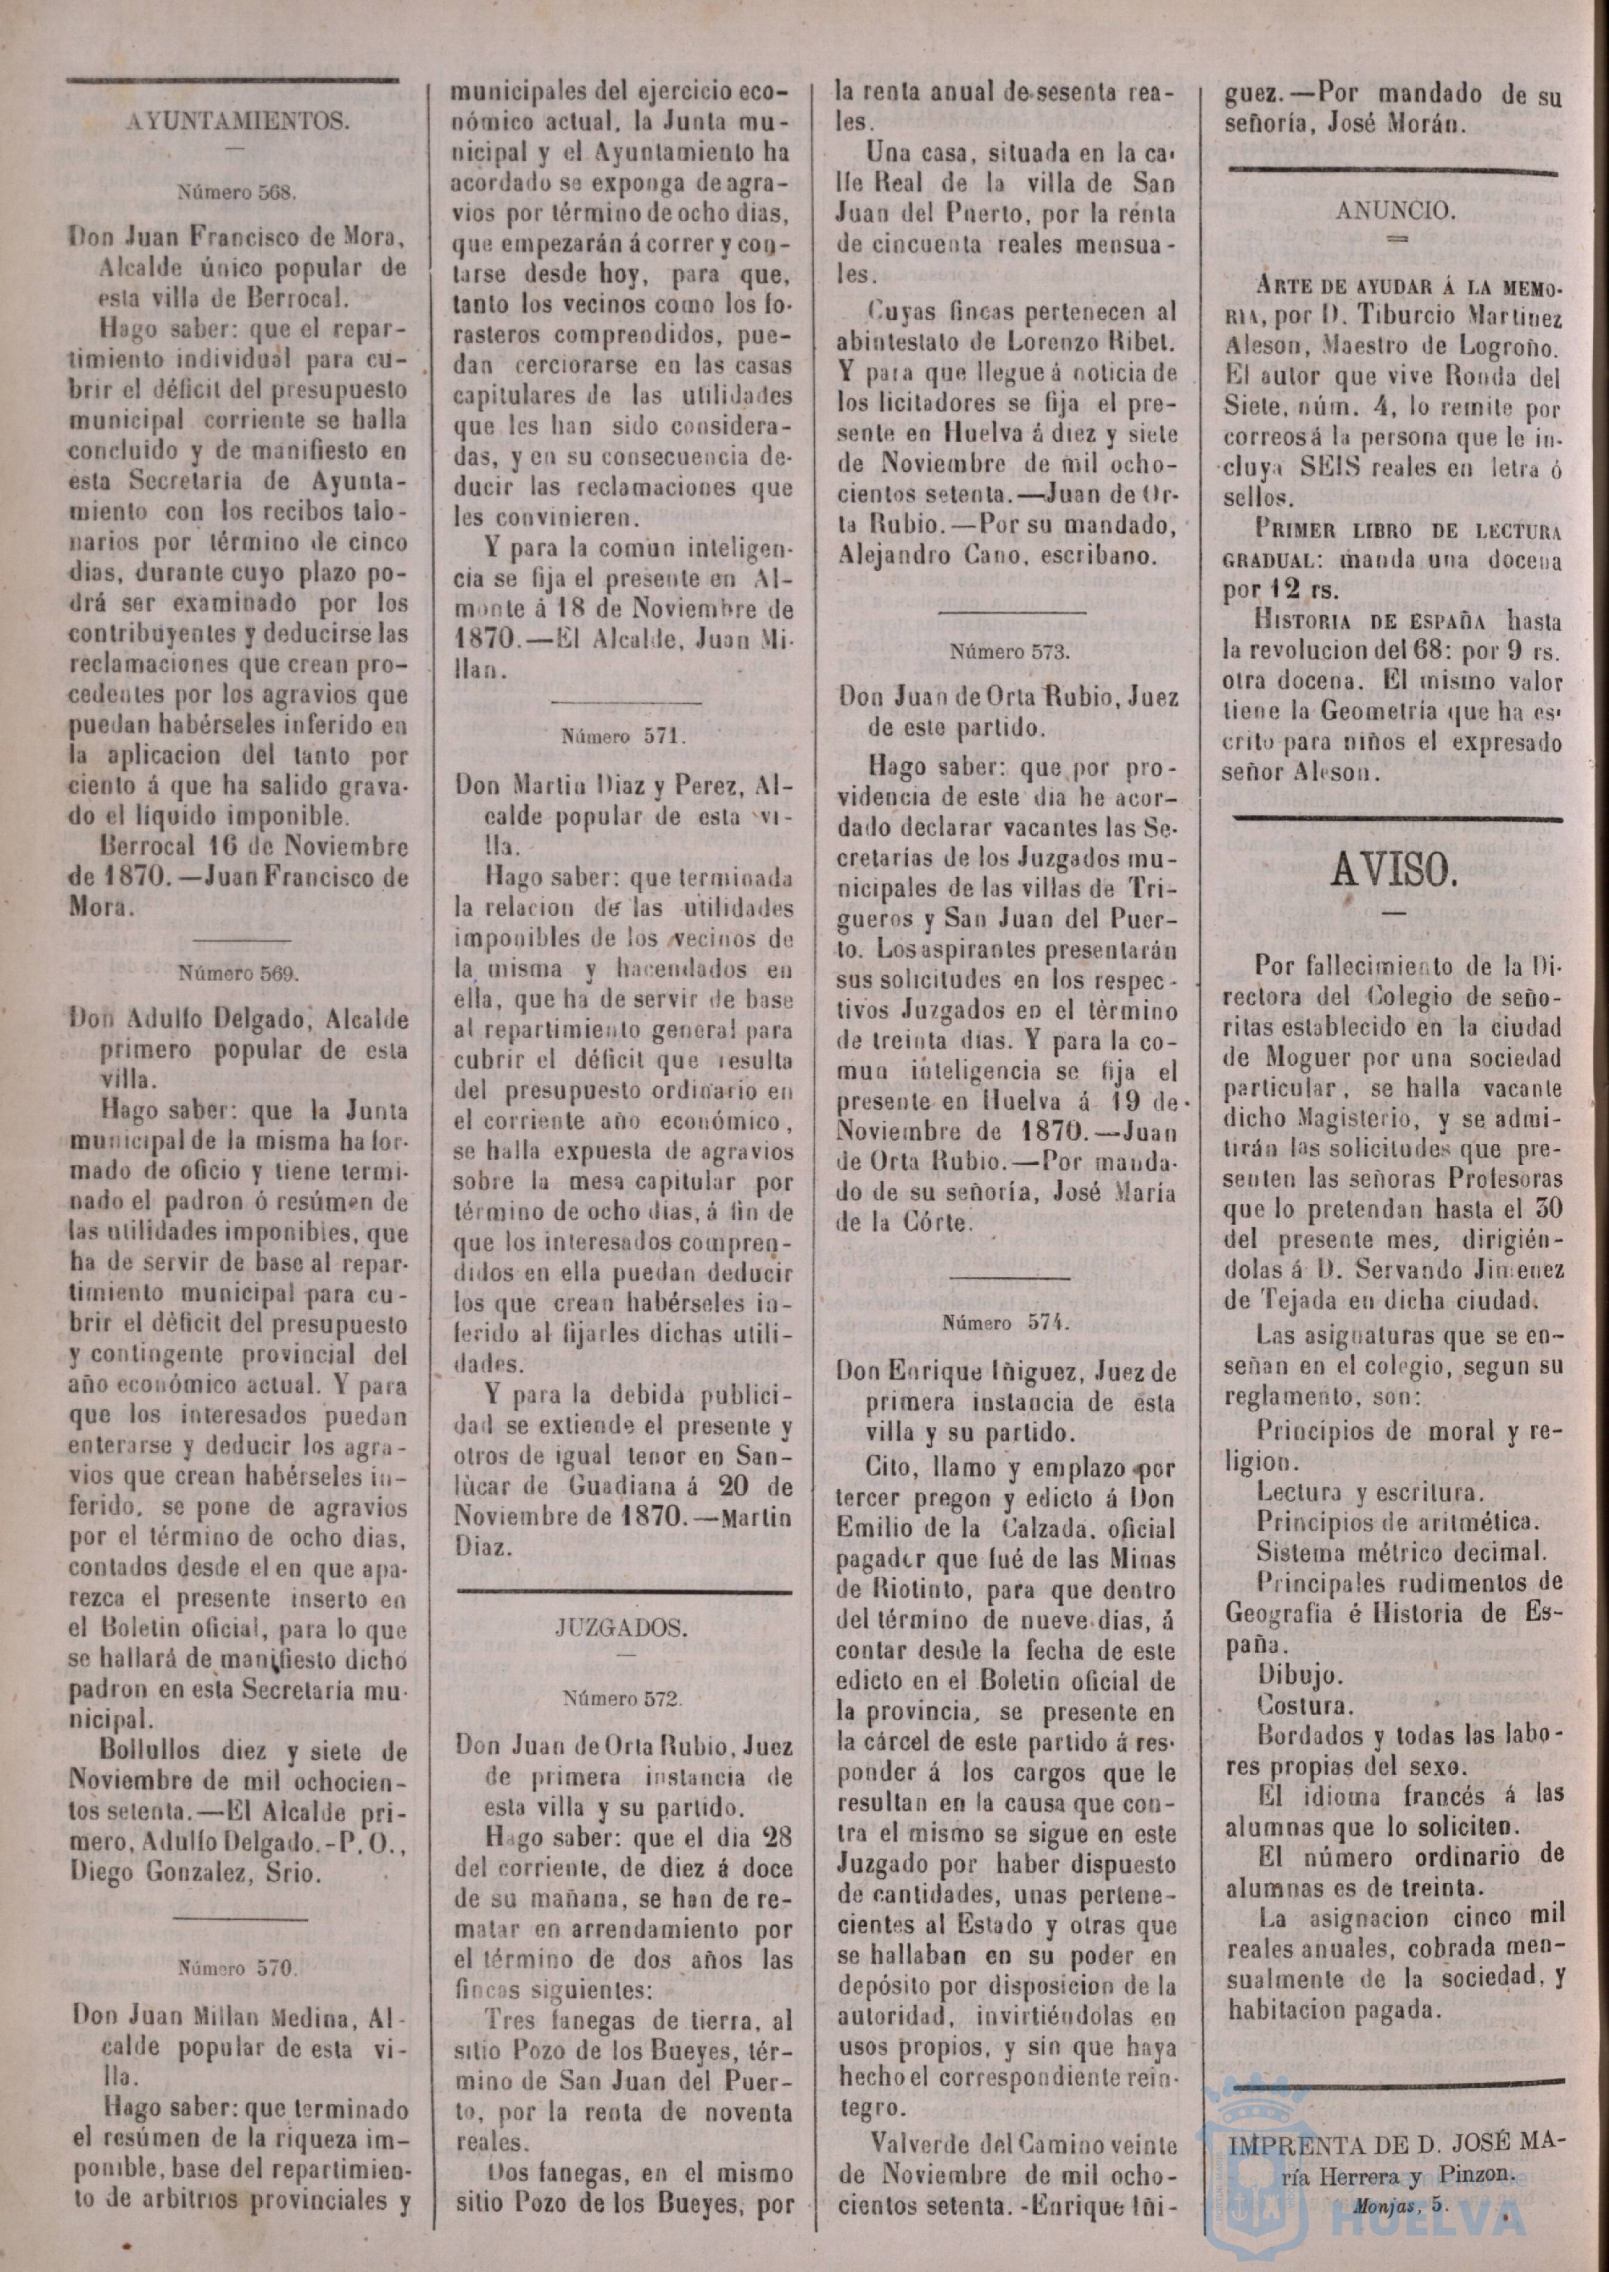 AYUNTAMIENTOS.
Número 568.
Don Juan Francisco de Mora,
Alcalde único popular de
esta villa de Berrocal.
Hago saber: que el repar-
timiento individual para cu-
brir el déficit del presupuesto
municipal corriente se halla
concluido y de manifiesto en
esta Secretaria de Ayunta-
miento con los recibos talo-
narios por término de cinco
dias, durante cuyo plazo po-
drá ser examinado por los
contribuyentes y deducirse las
reclamaciones que crean pro-
cedentes por los agravios que
puedan habérseles inferido en
la aplicacion del tanto por
ciento á que ha salido grava-
do el líquido imponible.
Berrocal 16 de Noviembre
de 1870.—Juan Francisco de
Mora.
Número 569.
Don Adulfo Delgado, Alcalde
primero popular de esta
villa.
Hago saber: que la Junta
municipal de la misma ha for-
mado de oficio y tiene termi-
nado el padron ó resúmen de
las utilidades imponibles, que
ha de servir de base al repar-
timiento municipal para cu-
brir el déficit del presupuesto
y contingente provincial del
año económico actual. Y para
que los interesados puedan
enterarse y deducir los agra-
vios que crean habérseles in-
ferido, se pone de agravios
por el término de ocho dias,
contados desde el en que apa-
rezca el presente inserto en
el Boletin oficial, para lo que
se hallará de manifiesto dicho
padron en esta Secretaria mu-
nicipal.
Bollullos diez y siete de
Noviembre de mil ochocien-
tos setenta.—El Alcalde pri-
mero, Adulfo Delgado.-P. O.,
Diego Gonzalez, Srio.
Número 570.
Don Juan Millan Medina, Al-
calde popular de esta vi-
lla.
Hago saber: que terminado
el resúmen de la riqueza im-
ponible, base del repartimien-
to de arbitrios provinciales y
municipales del ejercicio eco-
nómico actual, la Junta mu-
nicipal y el Ayuntamiento ha
acordado se exponga de agra-
vios por término de ocho dias,
que empezarán á correr y con-
tarse desde hoy, para que,
tanto los vecinos como los fo-
rasteros comprendidos, pue-
dan cerciorarse en las casas
capitulares de las utilidades
que les han sido considera-
das, y en su consecuencia de-
ducir las reclamaciones que
les convinieren.
Y para la comun inteligen-
cia se fija el presente en Al-
monte á 18 de Noviembre de
1870.—El Alcalde, Juan Mi-
llan.
Número 571.
Don Martin Diaz y Perez, Al-
calde popular de esta vi-
lla.
Hago saber: que terminada
la relacion de las utilidades
imponibles de los vecinos de
la misma y hacendados en
ella, que ha de servir de base
al repartimiento general para
cubrir el déficit que resulta
del presupuesto ordinario en
el corriente año económico,
se halla expuesta de agravios
sobre la mesa capitular por
término de ocho dias, á fin de
que los interesados compren-
didos en ella puedan deducir
los que crean habérseles in-
ferido al fijarles dichas utili-
dades.
Y para la debida publici-
dad se extiende el presente y
otros de igual tenor en San-
lúcar de Guadiana á 20 de
Noviembre de 1870.—Martin
Diaz.
JUZGADOS.
Número 572.
Don Juan de Orta Rubio, Juez
de primera instancia de
esta villa y su partido.
Hago saber: que el dia 28
del corriente, de diez á doce
de su mañana, se han de re-
matar en arrendamiento por
el término de dos años las
fincas siguientes:
Tres fanegas de tierra, al
sitio Pozo de los Bueyes, tér-
mino de San Juan del Puer-
to, por la renta de noventa
reales.
Dos fanegas, en el mismo
sitio Pozo de los Bueyes, por
la renta anual de sesenta rea-
les.
Una casa, situada en la ca-
lle Real de la villa de San
Juan del Puerto, por la renta
de cincuenta reales mensua-
les.
Cuyas fincas pertenecen al
abintestato de Lorenzo Ribet.
Y para que llegue á noticia de
los licitadores se fija el pre-
sente en Huelva á diez y siete
de Noviembre de mil ocho-
cientos setenta.—Juan de Or-
ta Rubio.—Por su mandado,
Alejandro Cano, escribano.
Número 573.
Don Juan de Orta Rubio, Juez
de este partido.
Hago saber: que por pro-
videncia de este dia he acor-
dado declarar vacantes las Se-
cretarías de los Juzgados mu-
nicipales de las villas de Tri-
gueros y San Juan del Puer-
to. Los aspirantes presentarán
sus solicitudes en los respec-
tivos Juzgados en el tèrmino
de treinta dias. Y para la co-
mun inteligencia se fija el
presente en Huelva á 19 de
Noviembre de 1870.—Juan
de Orta Rubio.—Por manda-
do de su señoría, José María
de la Córte.
Número 574.
Don Enrique Iñiguez, Juez de
primera instancia de esta
villa y su partido.
Cito, llamo y emplazo por
tercer pregon y edicto á Don
Emilio de la Calzada, oficial
pagador que fué de las Minas
de Riotinto, para que dentro
del término de nueve dias, á
contar desde la fecha de este
edicto en el Boletin oficial de
la provincia, se presente en
la cárcel de este partido á res-
ponder á los cargos que le
resultan en la causa que con-
tra el mismo se sigue en este
Juzgado por haber dispuesto
de cantidades, unas pertene-
cientes al Estado y otras que
se hallaban en su poder en
depósito por disposicion de la
autoridad, invirtiéndolas en
usos propios, y sin que haya
hecho el correspondiente rein-
tegro.
Valverde del Camino veinte
de Noviembre de mil ocho-
cientos setenta.-Enrique Iñi-
guez.—Por mandado de su
señoría, José Morán.
ANUNCIO.
ARTE DE AYUDAR Á LA MEMO-
RIA, por D. Tiburcio Martinez
Aleson, Maestro de Logroño.
El autor que vive Ronda del
Siete, núm. 4, lo remite por
correos á la persona que le in-
cluya SEIS reales en letra ó
sellos.
PRIMER LIBRO DE LECTURA
GRADUAL: manda una docena
por 12 rs.
HISTORIA DE ESPAÑA hasta
la revolucion del 68: por 9 rs.
otra docena. El mismo valor
tiene la Geometría que ha es-
crito para niños el expresado
señor Aleson.
AVISO.
Por fallecimiento de la Di-
rectora del Colegio de seño-
ritas establecido en la ciudad
de Moguer por una sociedad
particular, se halla vacante
dicho Magisterio, y se admi-
tirán las solicitudes que pre-
senten las señoras Profesoras
que lo pretendan hasta el 30
del presente mes, dirigién-
dolas á D. Servando Jimenez
de Tejada en dicha ciudad.
Las asignaturas que se en-
señan en el colegio, segun su
reglamento, son:
Principios de moral y re-
ligion.
Lectura y escritura.
Principios de aritmética.
Sistema métrico decimal.
Principales rudimentos de
Geografia é Historia de Es-
paña.
Dibujo.
Costura.
Bordados y todas las labo-
res propias del sexo.
El idioma francés á las
alumnas que lo soliciten.
El número ordinario de
alumnas es de treinta.
La asignacion cinco mil
reales anuales, cobrada men-
sualmente de la sociedad, y
habitacion pagada.
IMPRENTA DE D. JOSÉ MA-
ría Herrera y Pinzon.
Monjas, 5.
HUELVA